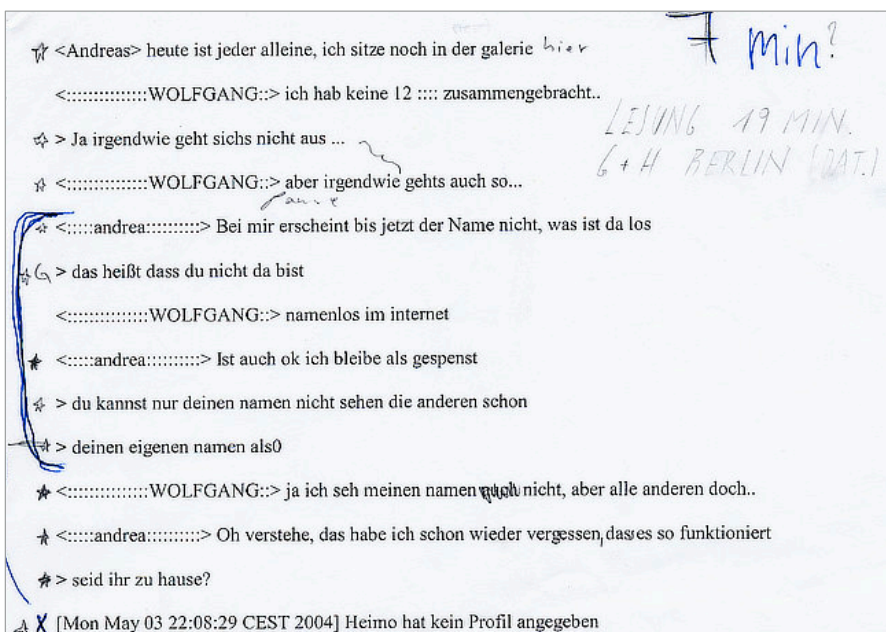 7 min?
<Andreas> heute ist jeder alleine, ich sitze noch in der galerie hier
<:::::::::::::::WOLFGANG::> ich hab keine 12 :::: zusammengebracht..
LESUNG 19 MIN.
> Ja irgendwie geht sichs nicht aus ...
G + H BERLIN (DAT.)
<:::::::::::::::WOLFGANG::> aber irgendwie gehts auch so...
Pause
<:::::andrea::::::::::> Bei mir erscheint bis jetzt der Name nicht, was ist da los
G > das heißt dass du nicht da bist
<:::::::::::::::WOLFGANG::> namenlos im internet
<:::::andrea::::::::::> Ist auch ok ich bleibe als gespenst
> du kannst nur deinen namen nicht sehen die anderen schon
> deinen eigenen namen als0
<:::::::::::::::WOLFGANG::> ja ich seh meinen namen auch nicht, aber alle anderen doch..
<:::::andrea::::::::::> Oh verstehe, das habe ich schon wieder vergessen, dass es so funktioniert
> seid ihr zu hause?
X [Mon May 03 22:08:29 CEST 2004] Heimo hat kein Profil angegeben